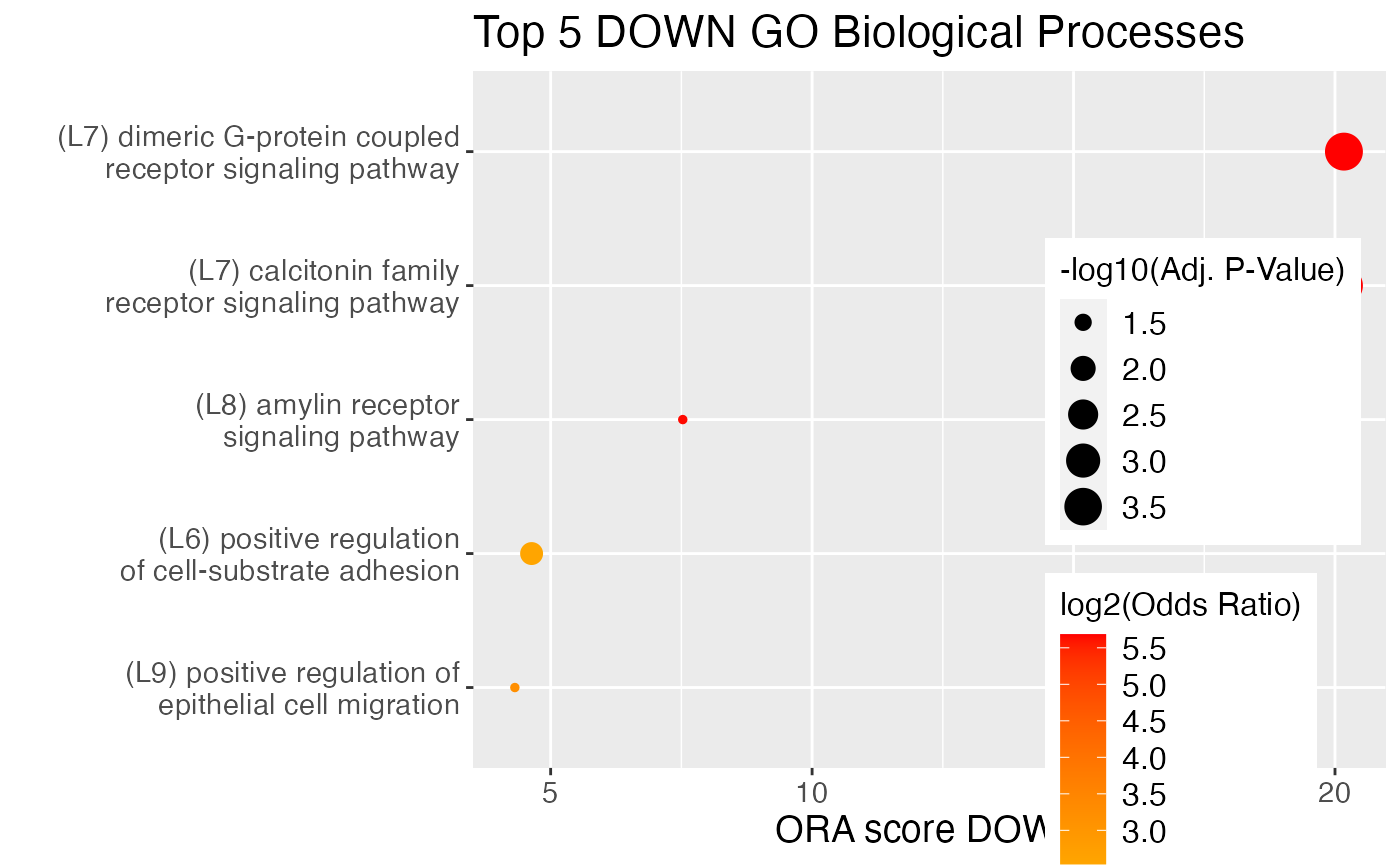 Top 5 DOWN GO Biological Processes
(L7) dimeric G-protein coupled
receptor signaling pathway
(L7) calcitonin family
receptor signaling pathway
(L8) amylin receptor
signaling pathway
(L6) positive regulation
of cell-substrate adhesion
(L9) positive regulation of
epithelial cell migration
-log10(Adj. P-Value)
1.5
2.0
2.5
3.0
3.5
log2(Odds Ratio)
5.5
5.0
4.5
4.0
3.5
3.0
5
10
20
ORA score